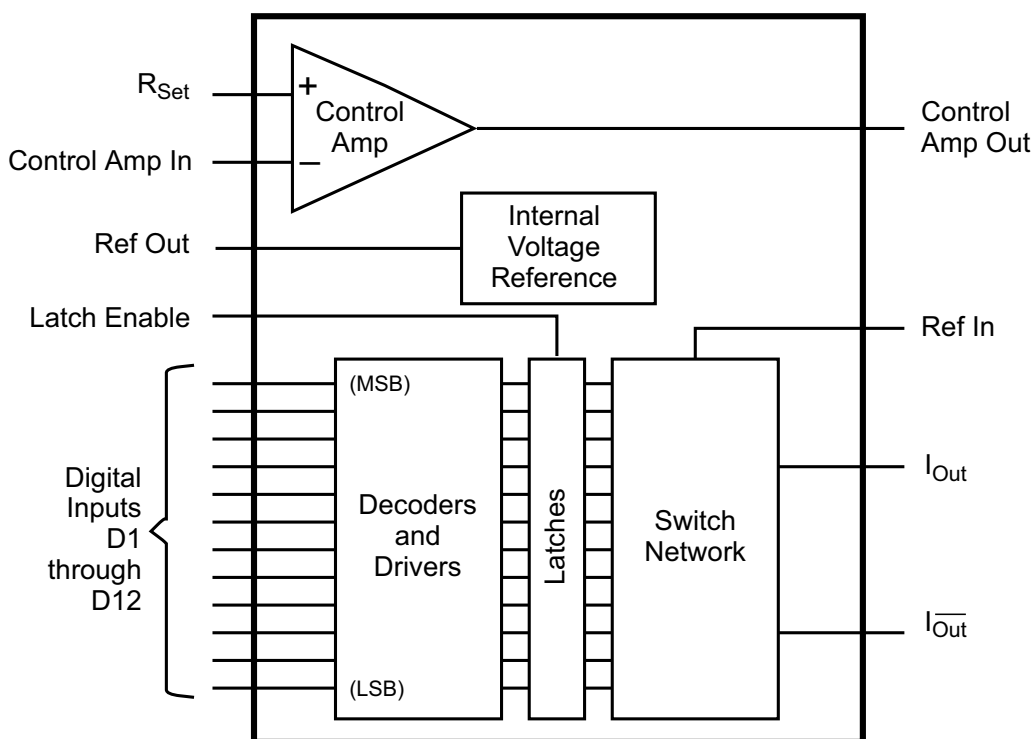 R_Set
+
Control
Amp
Control
Amp Out
Control Amp In
−
Internal
Voltage
Reference
Ref Out
Latch Enable
Ref In
(MSB)
Digital
Inputs
D1
through
D12
Decoders
and
Drivers
Latches
Switch
Network
I_Out
I_O̅u̅t̅
(LSB)